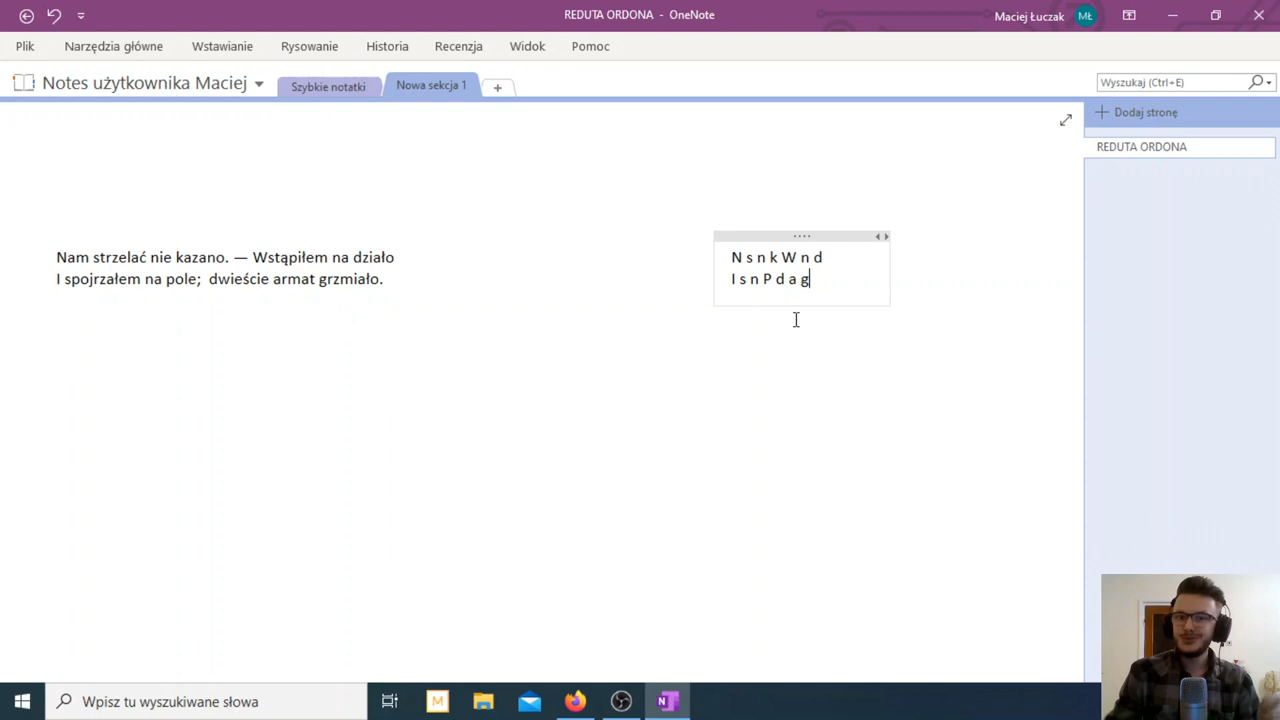 REDUTA ORDONA - OneNote
Maciej Łuczak
MŁ
Plik Narzędzia główne Wstawianie Rysowanie Historia Recenzja Widok Pomoc
Notes użytkownika Maciej
Szybkie notatki
Nowa sekcja 1
Wyszukaj (Ctrl+E)
Dodaj stronę
REDUTA ORDONA
Nam strzelać nie kazano. — Wstąpiłem na działo
I spojrzałem na pole;  dwieście armat grzmiało.
N s n k W n d
I s n P d a g
Wpisz tu wyszukiwane słowa
M
N